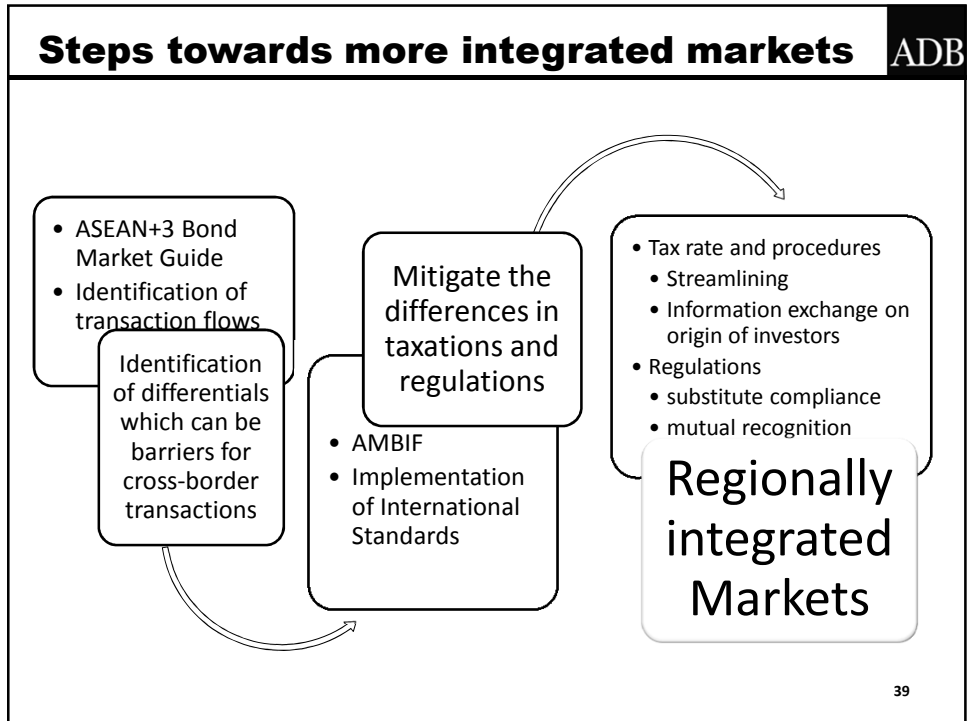 Steps towards more integrated markets
ADB
• ASEAN+3 Bond
Market Guide
• Identification of
transaction flows
Identification
of differentials
which can be
barriers for
cross-border
transactions
Mitigate the
differences in
taxations and
regulations
• AMBIF
• Implementation
of International
Standards
• Tax rate and procedures
• Streamlining
• Information exchange on
origin of investors
• Regulations
• substitute compliance
• mutual recognition
Regionally
integrated
Markets
39